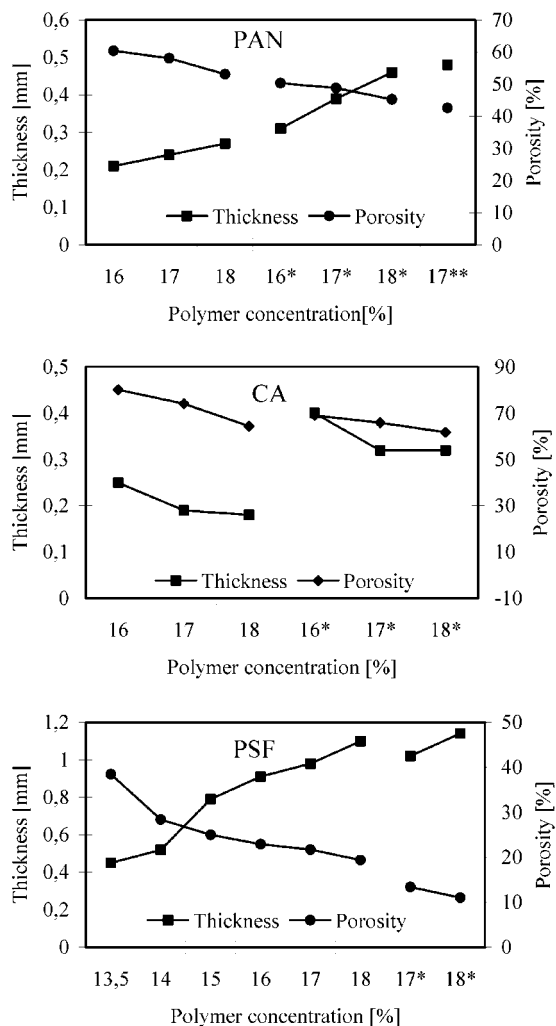 PAN
Thickness [mm]
0,6
0,5
0,4
0,3
0,2
0,1
0
Porosity [%]
70
60
50
40
30
20
10
0
Thickness Porosity
16 17 18 16* 17* 18* 17**
Polymer concentration[%]
CA
Thickness [mm]
0,5
0,4
0,3
0,2
0,1
0
Porosity [%]
90
70
50
30
10
-10
Thickness Porosity
16 17 18 16* 17* 18*
Polymer concentration [%]
PSF
Thickness [mm]
1,2
1
0,8
0,6
0,4
0,2
0
Porosity [%]
50
40
30
20
10
0
Thickness Porosity
13,5 14 15 16 17 18 17* 18*
Polymer concentration [%]